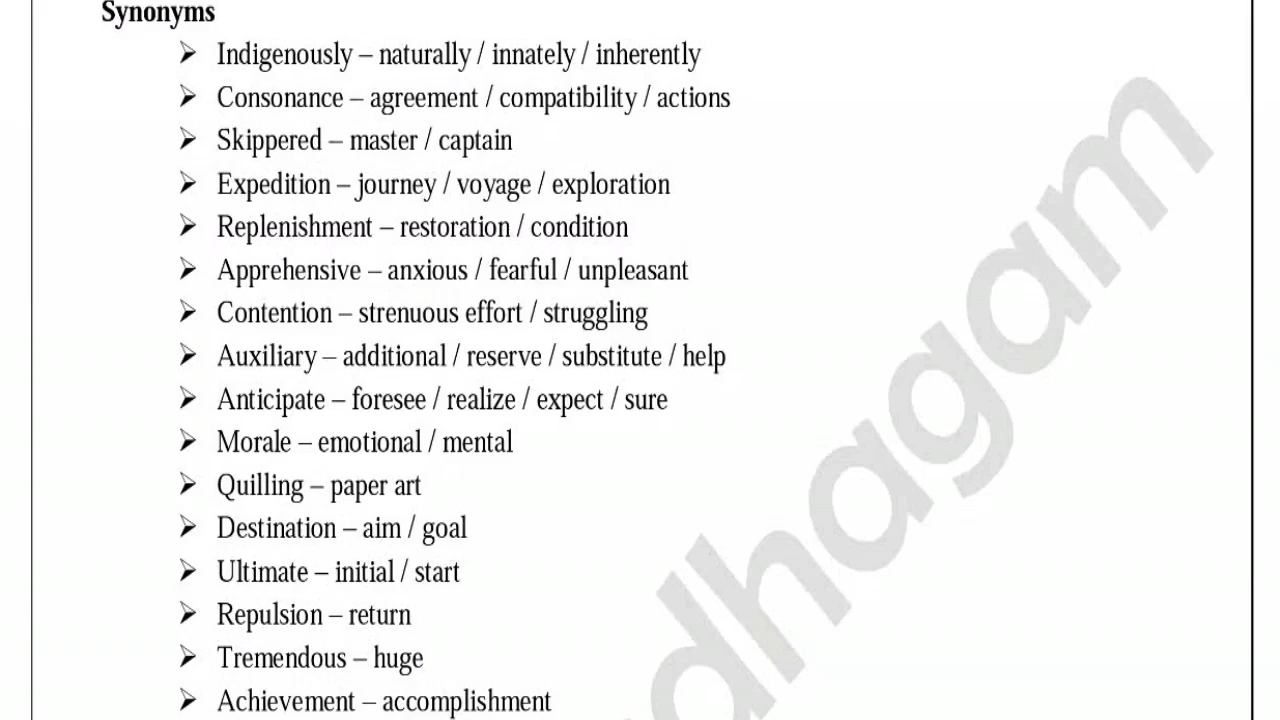 Synonyms
➢ Indigenously – naturally / innately / inherently
➢ Consonance – agreement / compatibility / actions
➢ Skippered – master / captain
➢ Expedition – journey / voyage / exploration
➢ Replenishment – restoration / condition
➢ Apprehensive – anxious / fearful / unpleasant
➢ Contention – strenuous effort / struggling
➢ Auxiliary – additional / reserve / substitute / help
➢ Anticipate – foresee / realize / expect / sure
➢ Morale – emotional / mental
➢ Quilling – paper art
➢ Destination – aim / goal
➢ Ultimate – initial / start
➢ Repulsion – return
➢ Tremendous – huge
➢ Achievement – accomplishment
dhagam